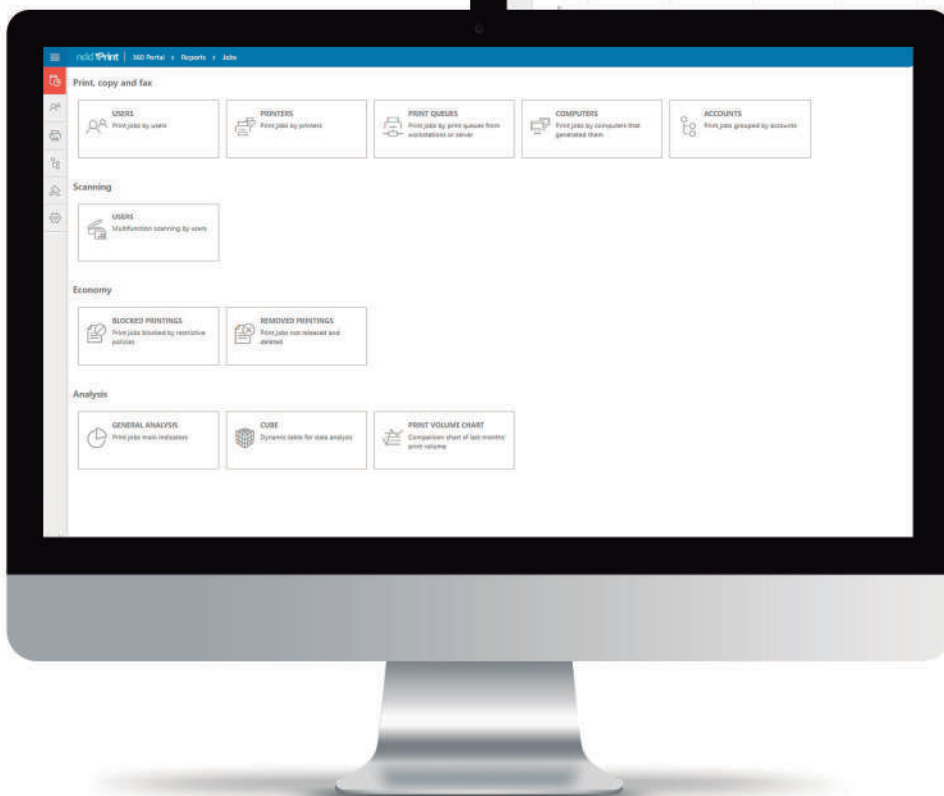 ndd Print | 360 Portal › Reports › Jobs
Print, copy and fax
USERS
Print jobs by users
PRINTERS
Print jobs by printers
PRINT QUEUES
Print jobs by print queues from
workstations or server
COMPUTERS
Print jobs by computers that
generated them
ACCOUNTS
Print jobs grouped by accounts
Scanning
USERS
Multifunction scanning by users
Economy
BLOCKED PRINTINGS
Print jobs blocked by restrictive
policies
REMOVED PRINTINGS
Print jobs not released and
deleted
Analysis
GENERAL ANALYSIS
Print jobs main indicators
CUBE
Dynamic table for data analysis
PRINT VOLUME CHART
Comparison chart of last months'
print volume